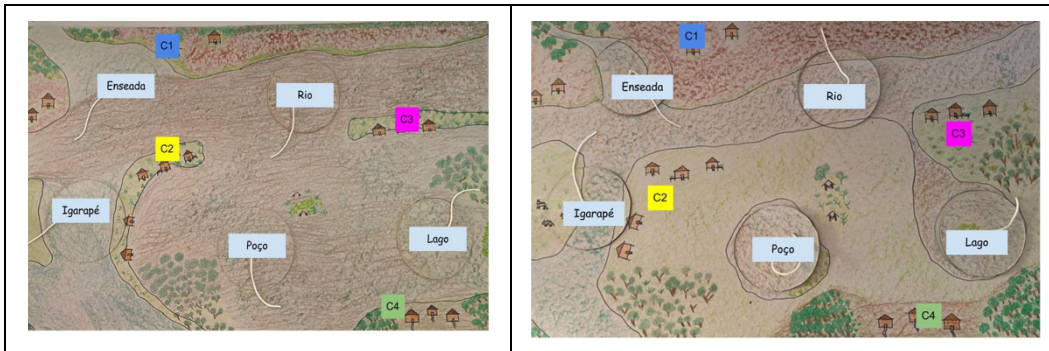 C1
Enseada
Rio
C3
C2
Igarapé
Poço
Lago
C4
C1
Enseada
Rio
C3
C2
Igarapé
Poço
Lago
C4